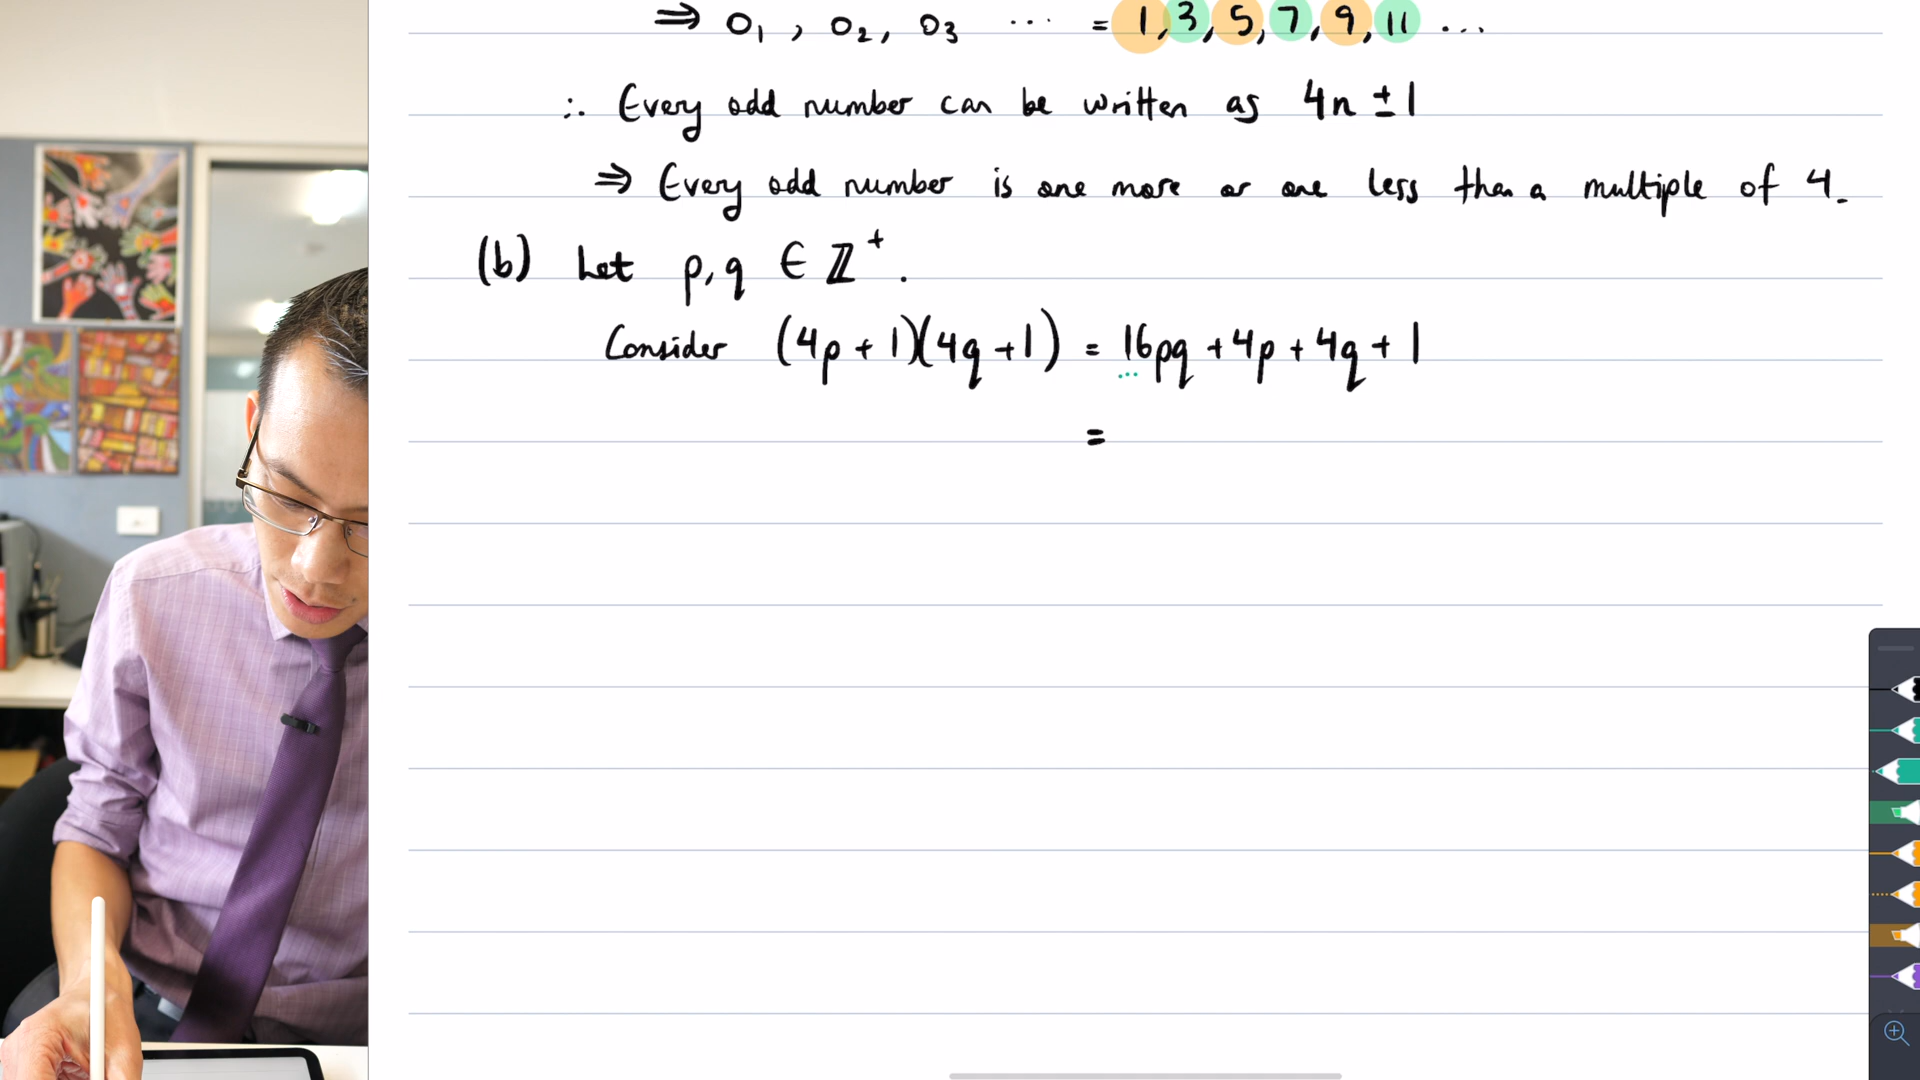 ⇒ O₁ , O₂, O₃ ... = 1, 3, 5, 7, 9, 11 ...
∴ Every odd number can be written as 4n ± 1
⇒ Every odd number is one more or one less than a multiple of 4.
(b) Let p, q ∈ ℤ⁺.
Consider (4p + 1)(4q + 1) = 16pq + 4p + 4q + 1
=